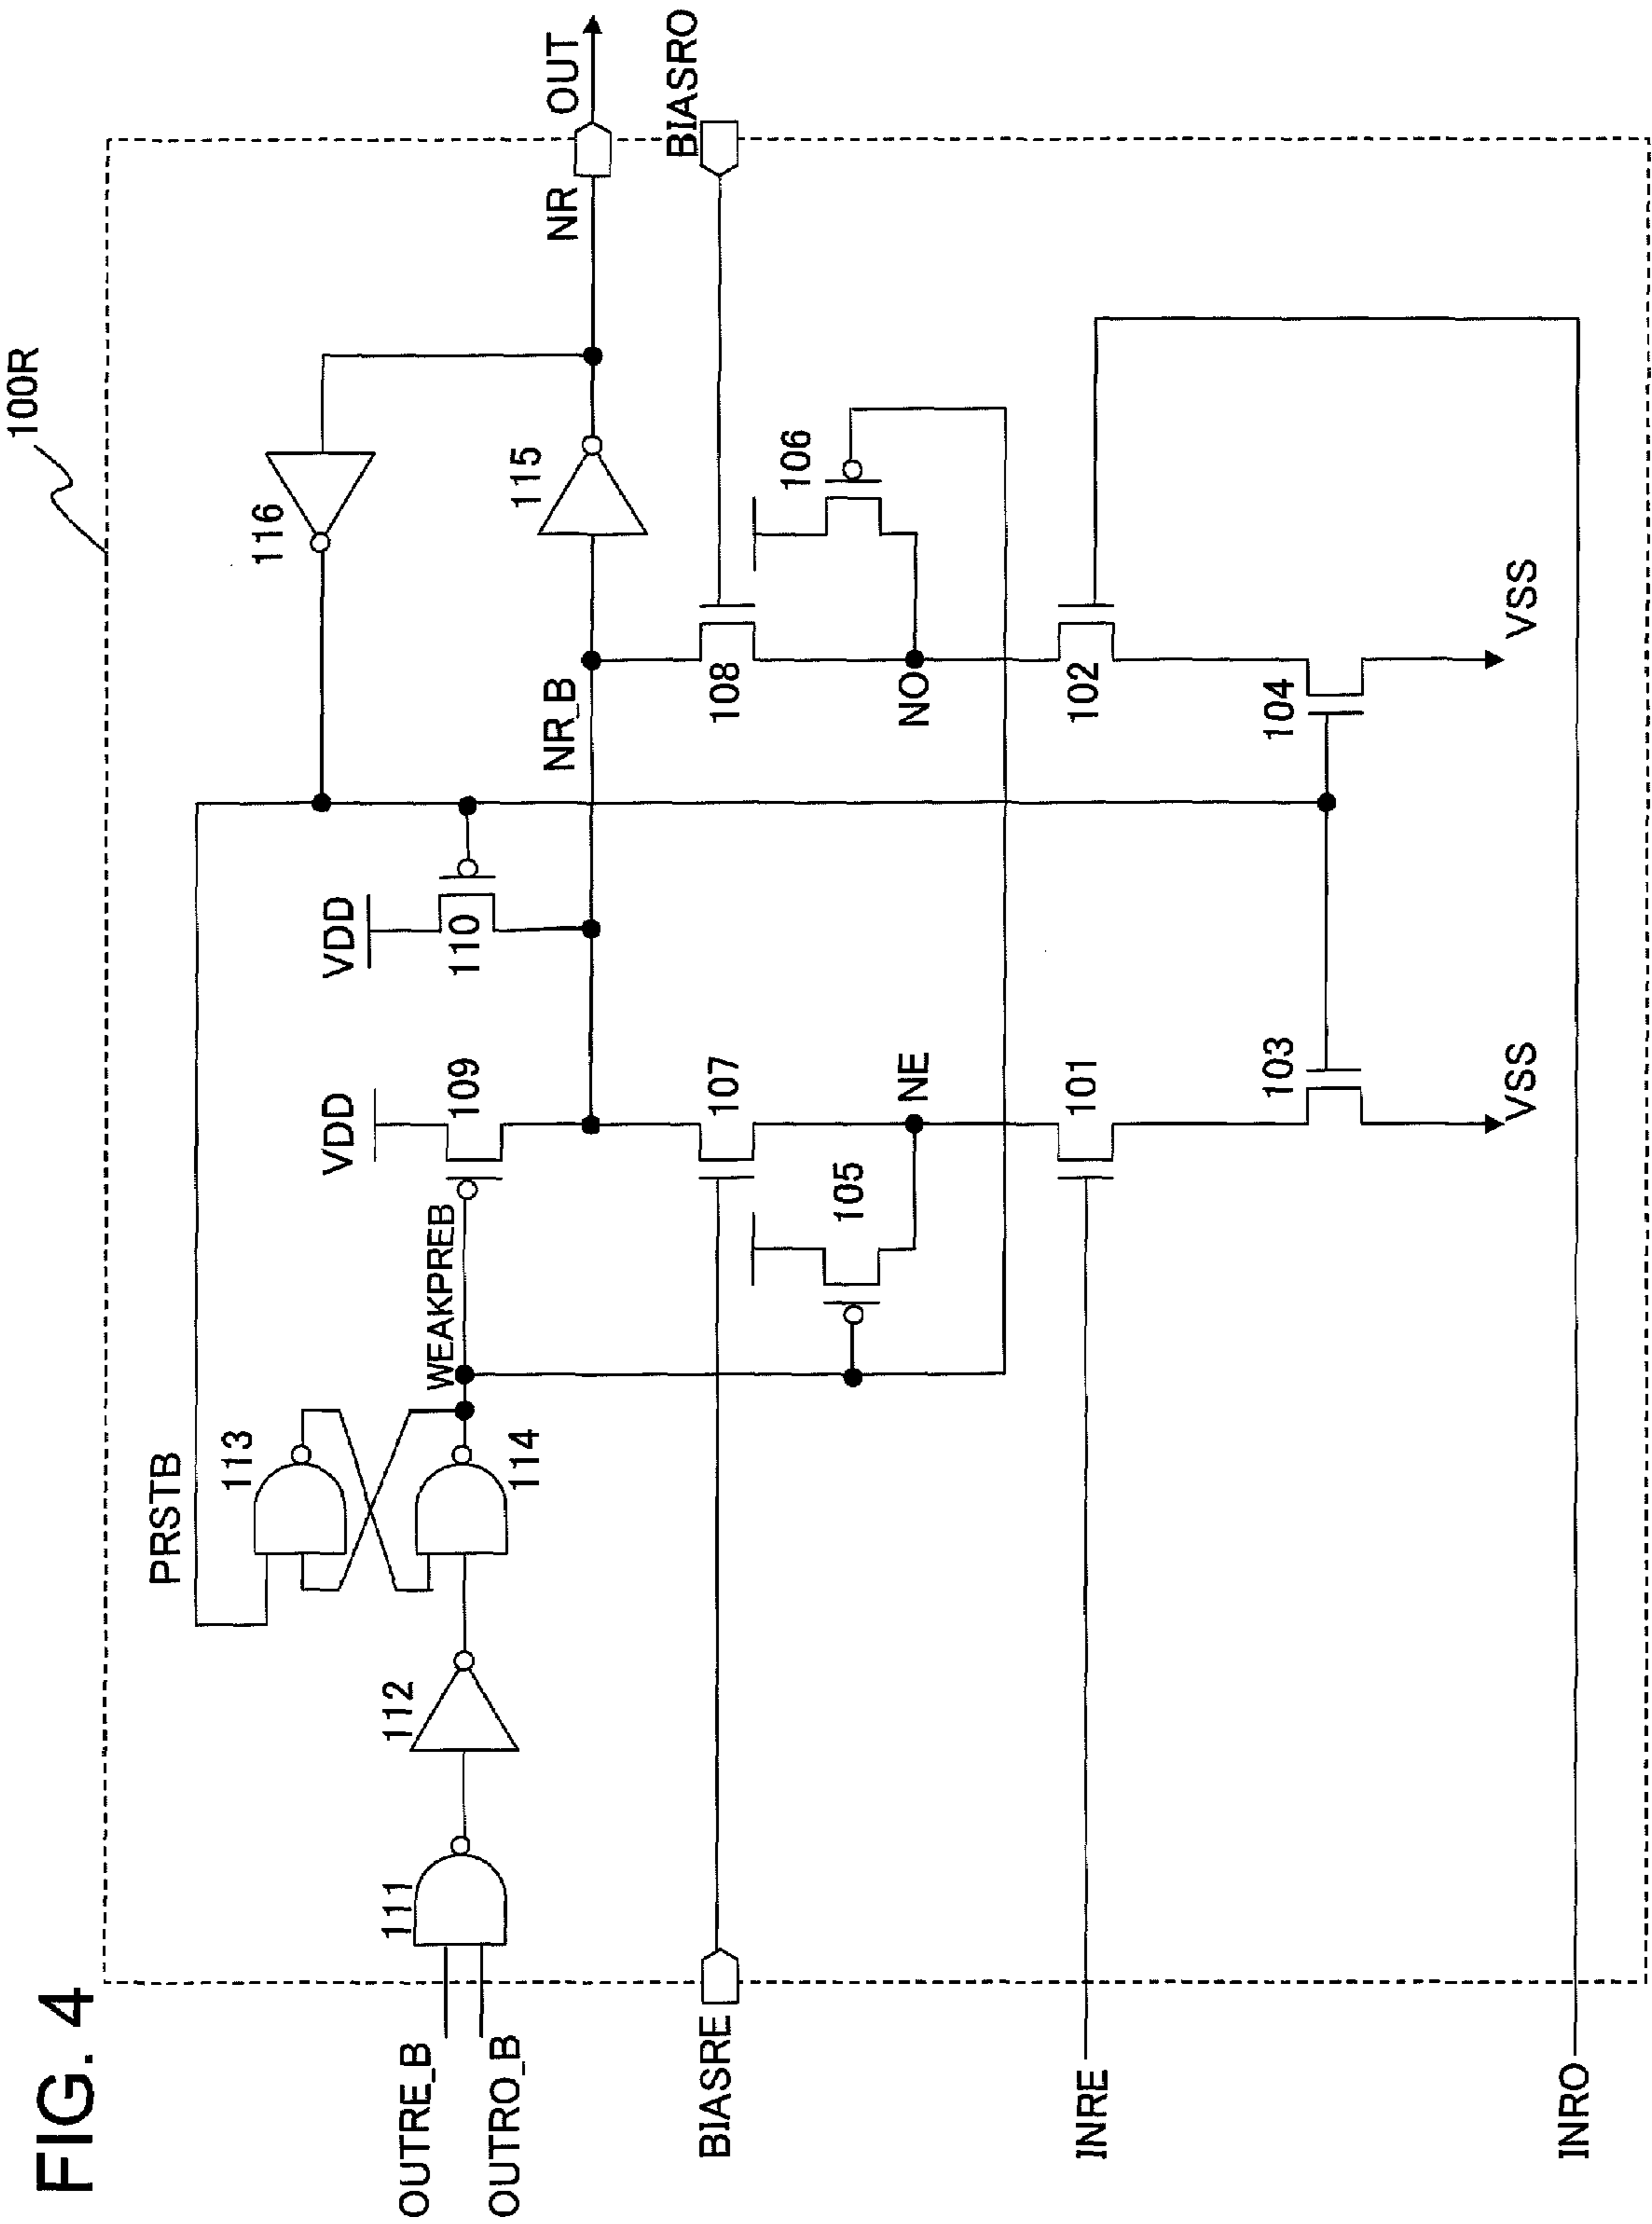 FIG. 4
100R
PRSTB
113
116
VDD
VDD
OUTRE_B
OUTRO_B
111
112
114
WEAKPREB
109
110
NR_B
115
NR
OUT
BIASRE
107
108
BIASRO
105
106
NE
NO
INRE
101
102
103
104
VSS
VSS
INRO